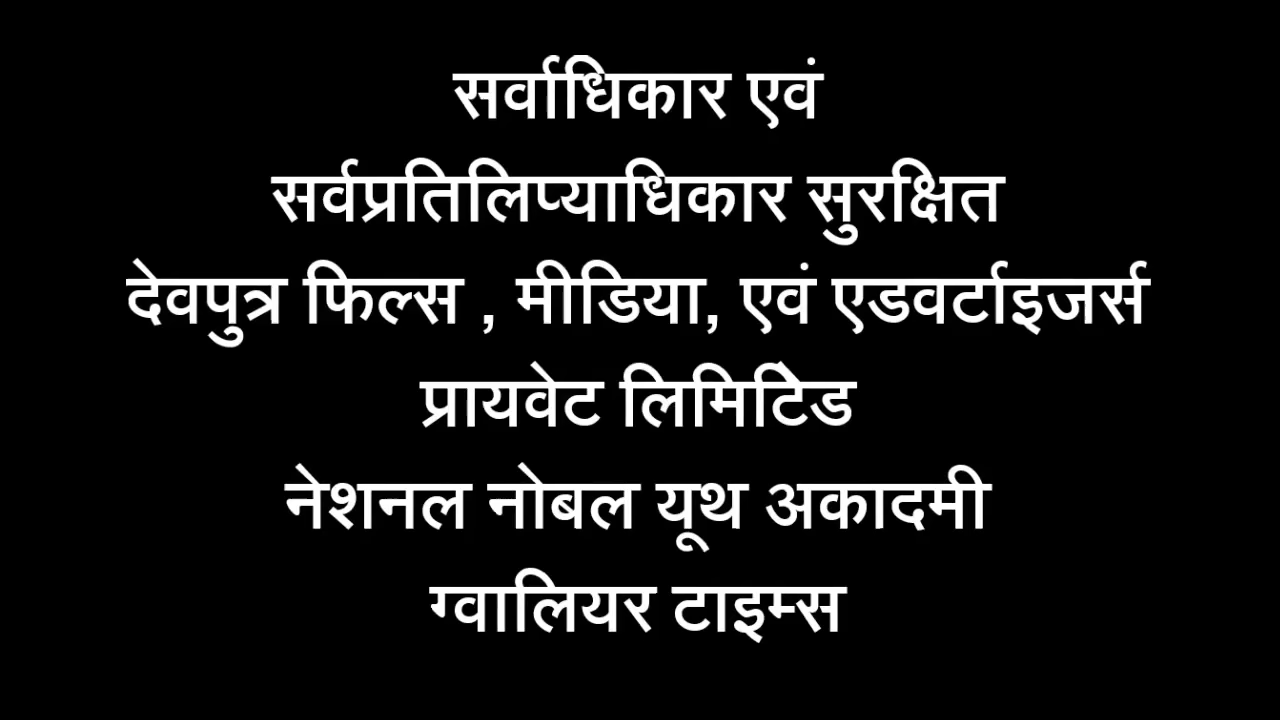 सर्वाधिकार एवं
सर्वप्रतिलिप्याधिकार सुरक्षित
देवपुत्र फिल्स , मीडिया, एवं एडवर्टाइजर्स
प्रायवेट लिमिटिेड
नेशनल नोबल यूथ अकादमी
ग्वालियर टाइम्स